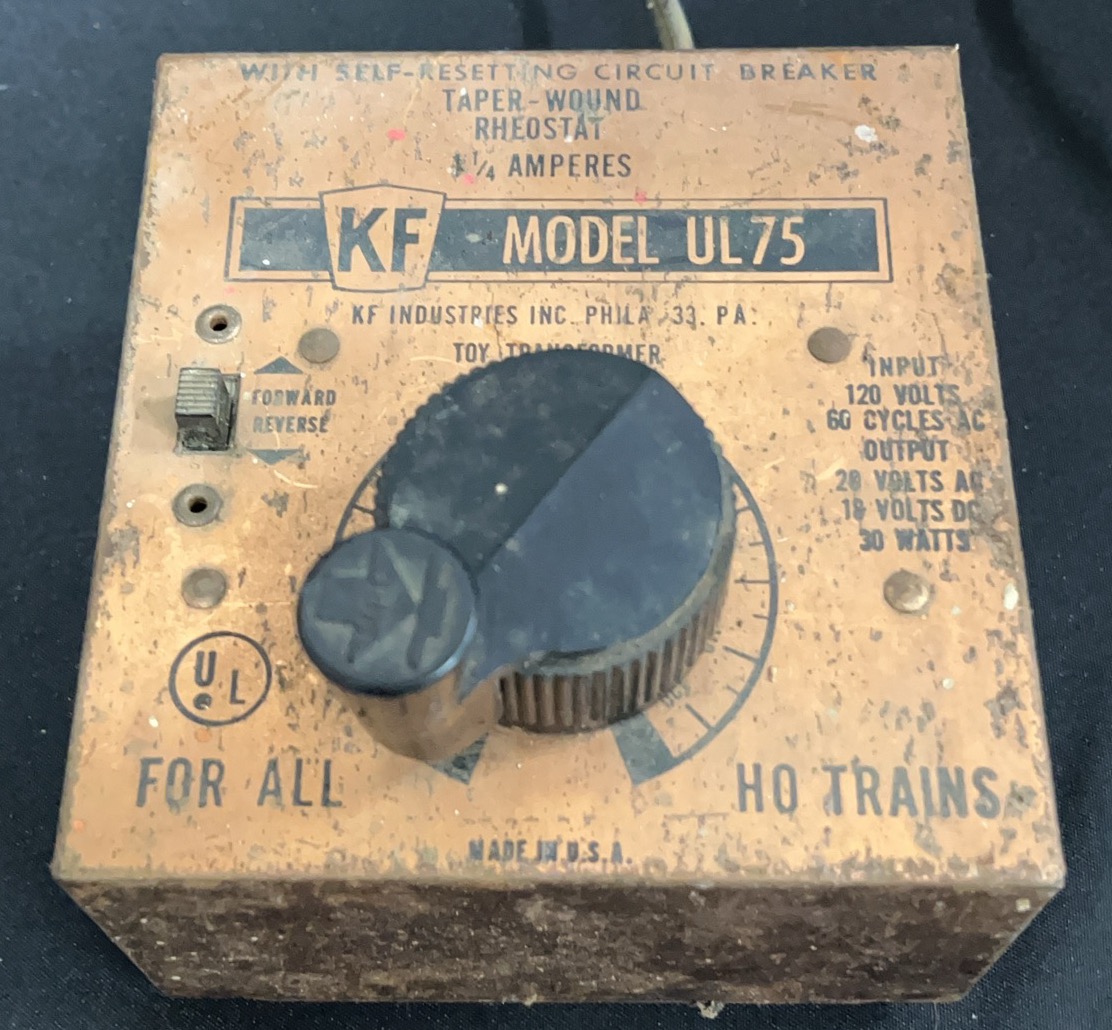 WITH SELF-RESETTING CIRCUIT BREAKER
TAPER-WOUND
RHEOSTAT
1 1/4 AMPERES
KF MODEL UL75
KF INDUSTRIES INC. PHILA. 33. PA.
TOY TRANSFORMER
FORWARD
REVERSE
INPUT
120 VOLTS
60 CYCLES AC
OUTPUT
20 VOLTS AC
18 VOLTS DC
30 WATTS
KF
UL
FOR ALL HO TRAINS
MADE IN U.S.A.